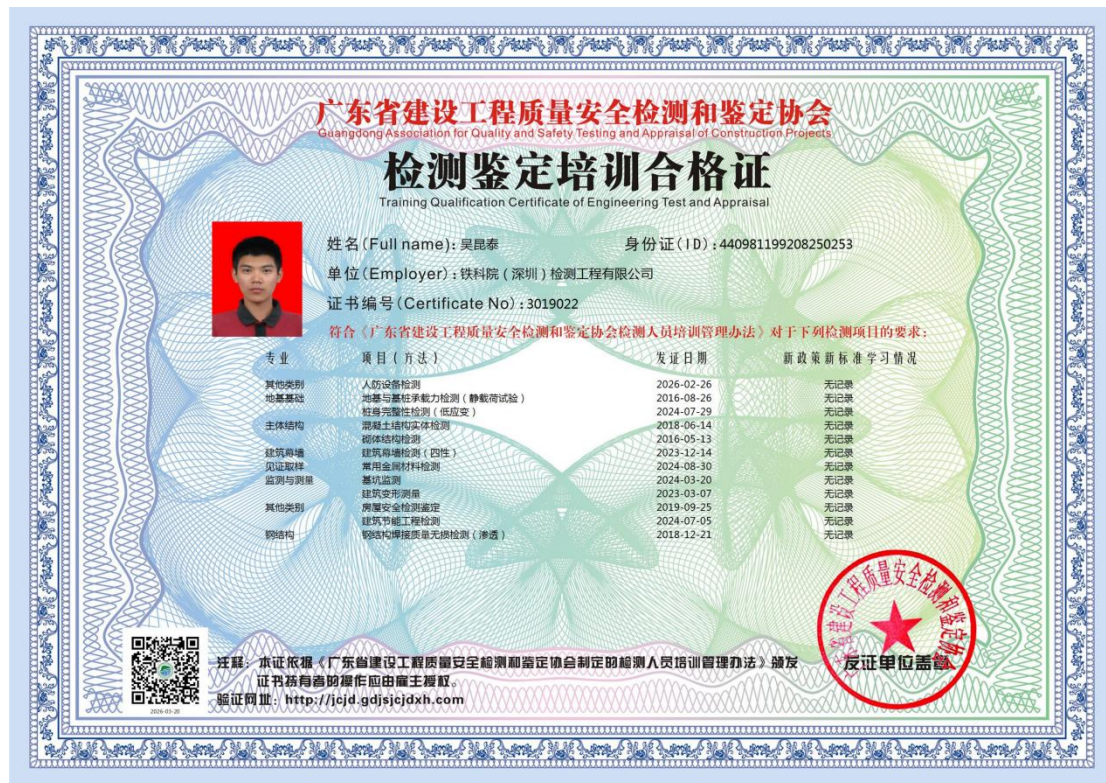 广东省建设工程质量安全检测和鉴定协会
Guangdong Association for Quality and Safety Testing and Appraisal of Construction Projects
检测鉴定培训合格证
Training Qualification Certificate of Engineering Test and Appraisal
姓名(Full name)：吴昆泰 身份证(ID)：440981199208250253
单位(Employer)：铁科院（深圳）检测工程有限公司
证书编号(Certificate No)：3019022
符合《广东省建设工程质量安全检测和鉴定协会检测人员培训管理办法》对于下列检测项目的要求：
专业 项目(方法) 发证日期 新政策新标准学习情况
其他类别 人防设备检测 2026-02-26 无记录
地基基础 地基与基桩承载力检测（静载荷试验） 2016-08-26 无记录
桩身完整性检测（低应变） 2024-07-29 无记录
主体结构 混凝土结构实体检测 2018-06-14 无记录
砌体结构检测 2016-05-13 无记录
建筑幕墙 建筑幕墙检测（四性） 2023-12-14 无记录
见证取样 常用金属材料检测 2024-08-30 无记录
监测与测量 基坑监测 2024-03-20 无记录
建筑变形测量 2023-03-07 无记录
其他类别 房屋安全检测鉴定 2019-09-25 无记录
建筑节能工程检测 2024-07-05 无记录
钢结构 钢结构焊接质量无损检测（渗透） 2018-12-21 无记录
广东省建设工程质量安全检测和鉴定协会
发证单位盖章
注释：本证依据《广东省建设工程质量安全检测和鉴定协会制定的检测人员培训管理办法》颁发
证书持有者的操作应由雇主授权。
验证网址：http://jcjd.gdjsjcjdxh.com
2026-03-20